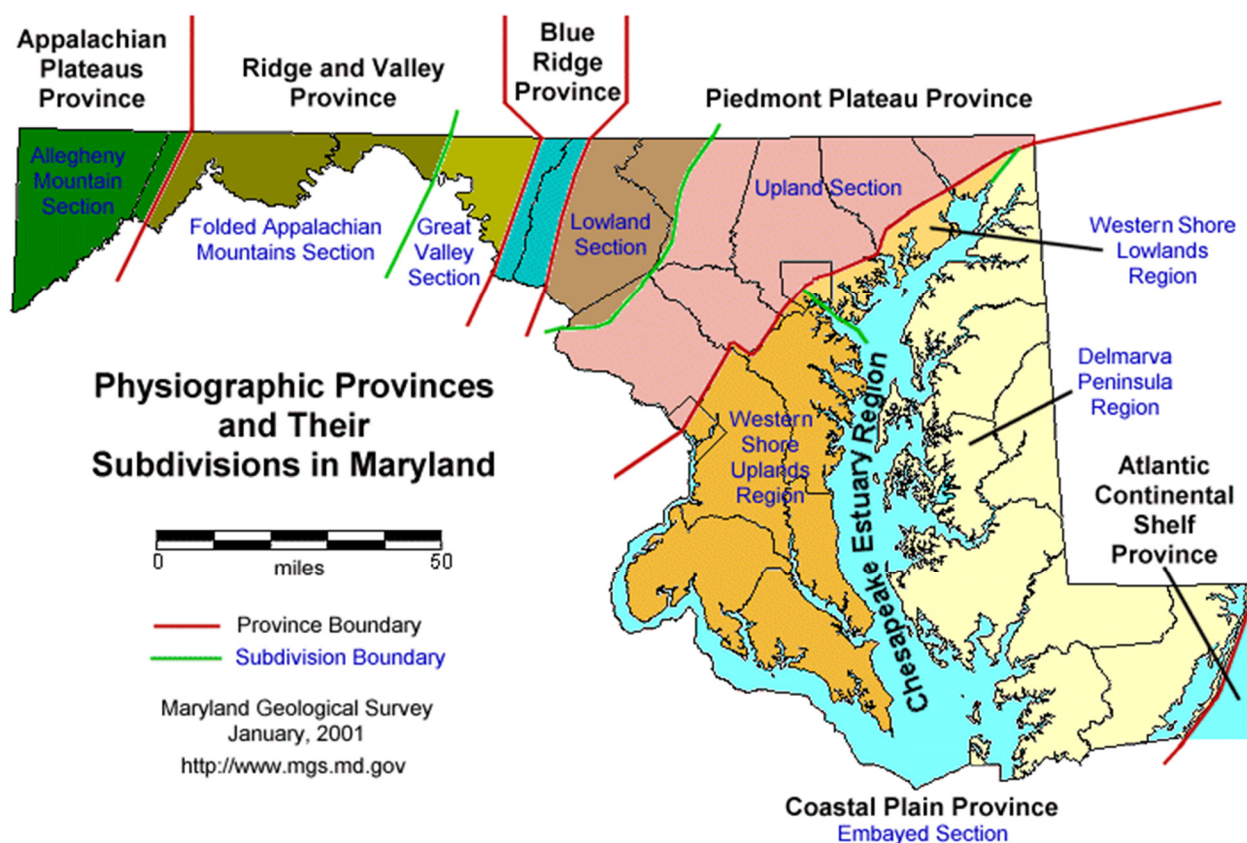 Appalachian
Plateaus
Province
Ridge and Valley
Province
Blue
Ridge
Province
Piedmont Plateau Province
Allegheny
Mountain
Section
Folded Appalachian
Mountains Section
Great
Valley
Section
Lowland
Section
Upland Section
Western Shore
Lowlands
Region
Delmarva
Peninsula
Region
Western
Shore
Uplands
Region
Chesapeake Estuary Region
Atlantic
Continental
Shelf
Province
Physiographic Provinces
and Their
Subdivisions in Maryland
0 50
miles
Province Boundary
Subdivision Boundary
Maryland Geological Survey
January, 2001
http://www.mgs.md.gov
Coastal Plain Province
Embayed Section